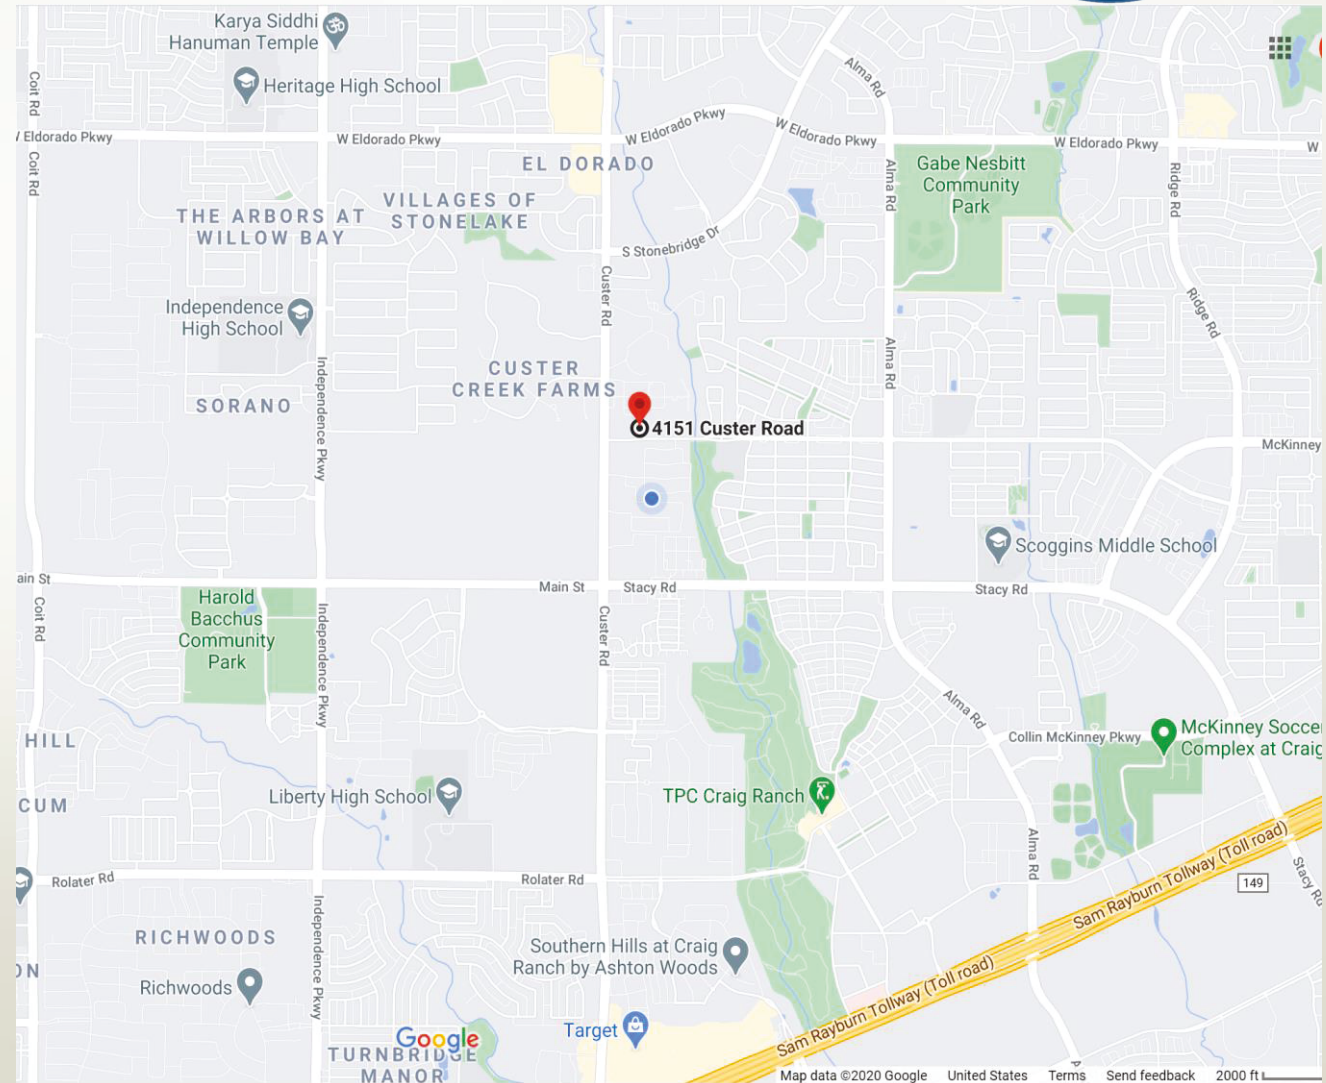 Karya Siddhi
Hanuman Temple
Heritage High School
Coit Rd
Alma Rd
W Eldorado Pkwy
W Eldorado Pkwy
W Eldorado Pkwy
W Eldorado Pkwy
W Eldorado Pkwy
W
Coit Rd
EL DORADO
Gabe Nesbitt
Community
Park
Alma Rd
Ridge Rd
VILLAGES OF
STONELAKE
THE ARBORS AT
WILLOW BAY
S Stonebridge Dr
Custer Rd
Independence
High School
Ridge Rd
Independence Pkwy
Alma Rd
CUSTER
CREEK FARMS
SORANO
4151 Custer Road
McKinney
Scoggins Middle School
ain St
Main St
Stacy Rd
Stacy Rd
Harold
Bacchus
Community
Park
Coit Rd
Independence Pkwy
Custer Rd
Alma Rd
HILL
Collin McKinney Pkwy
McKinney Soccer
Complex at Craig
CUM
Liberty High School
TPC Craig Ranch
Alma Rd
Sam Rayburn Tollway (Toll road)
149
Stacy Rd
Rolater Rd
Rolater Rd
Independence Pkwy
RICHWOODS
Southern Hills at Craig
Ranch by Ashton Woods
ON
Richwoods
Sam Rayburn Tollway (Toll road)
Target
Google
TURNBRIDGE
MANOR
Map data ©2020 Google
United States
Terms
Send feedback
2000 ft